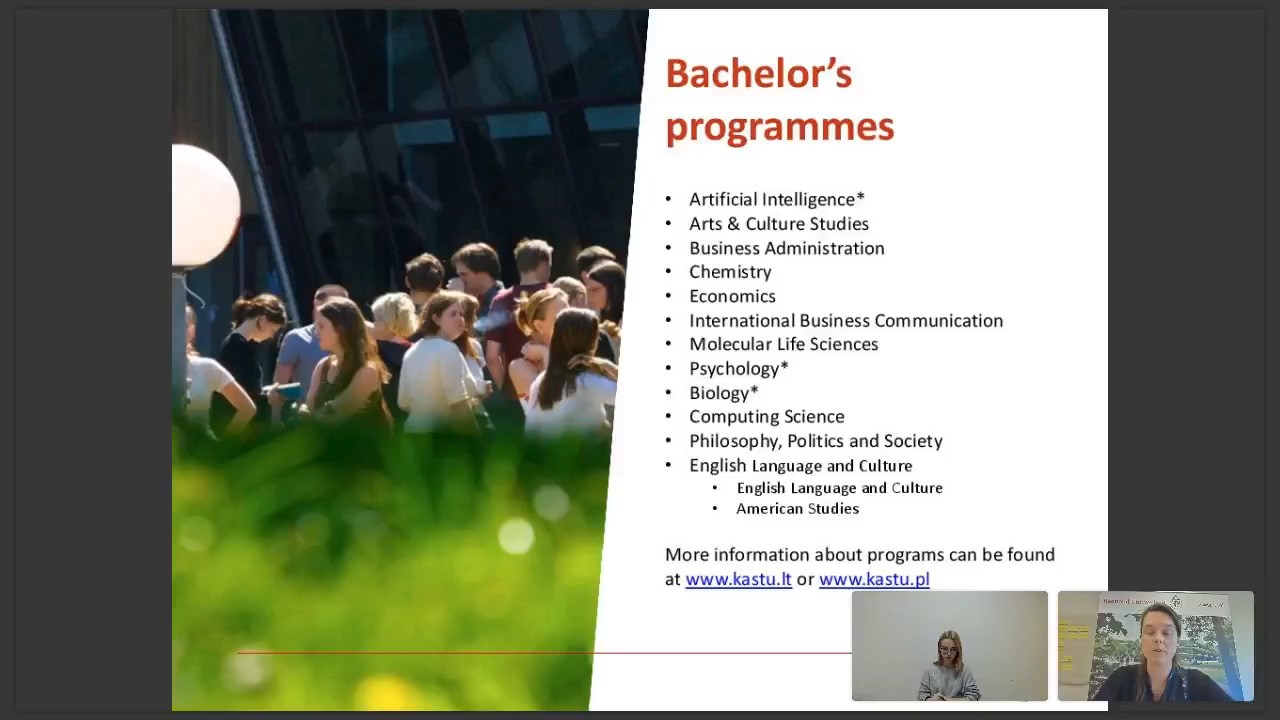 Bachelor's
programmes
• Artificial Intelligence*
• Arts & Culture Studies
• Business Administration
• Chemistry
• Economics
• International Business Communication
• Molecular Life Sciences
• Psychology*
• Biology*
• Computing Science
• Philosophy, Politics and Society
• English Language and Culture
• English Language and Culture
• American Studies
More information about programs can be found
at www.kastu.lt or www.kastu.pl